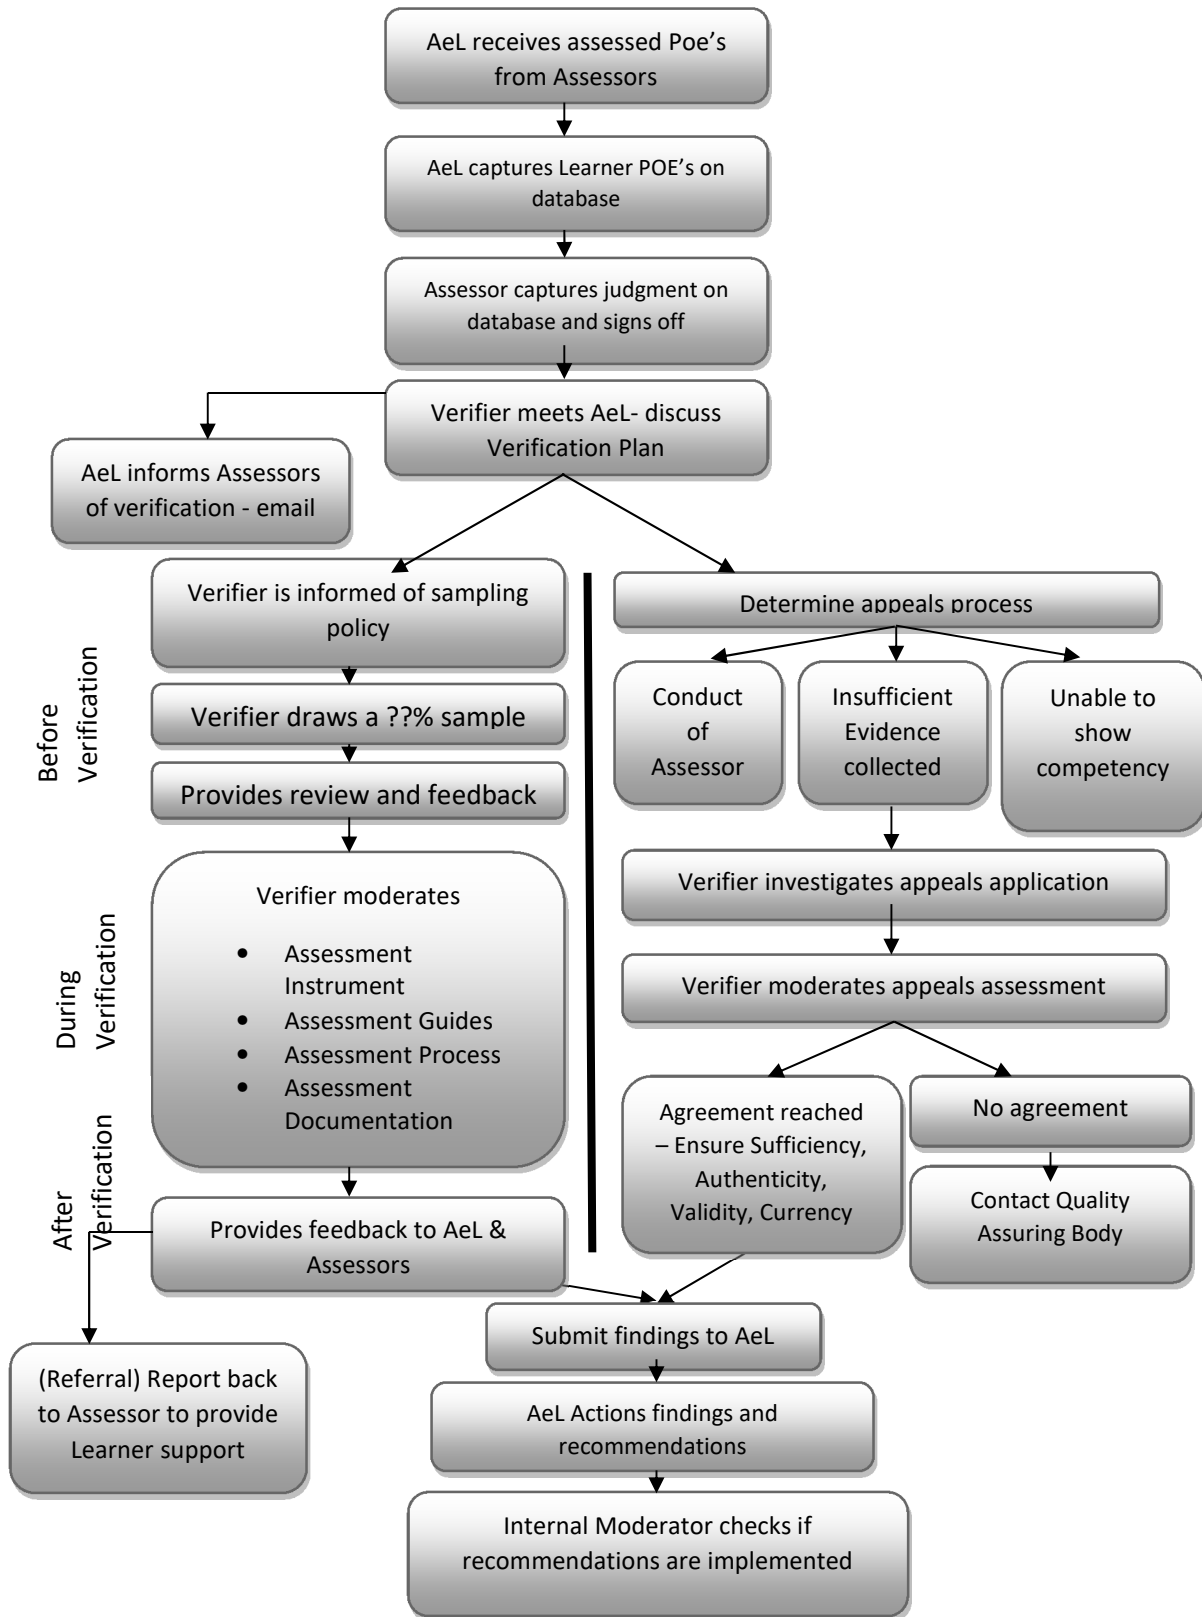 AeL receives assessed Poe's
from Assessors
AeL captures Learner POE's on
database
Assessor captures judgment on
database and signs off
Verifier meets AeL- discuss
Verification Plan
AeL informs Assessors
of verification - email
Before
Verification
Verifier is informed of sampling
policy
Verifier draws a ??% sample
Provides review and feedback
During
Verification
Verifier moderates
• Assessment
Instrument
• Assessment Guides
• Assessment Process
• Assessment
Documentation
After
Verification
Provides feedback to AeL &
Assessors
(Referral) Report back
to Assessor to provide
Learner support
Determine appeals process
Conduct
of
Assessor
Insufficient
Evidence
collected
Unable to
show
competency
Verifier investigates appeals application
Verifier moderates appeals assessment
Agreement reached
– Ensure Sufficiency,
Authenticity,
Validity, Currency
No agreement
Contact Quality
Assuring Body
Submit findings to AeL
AeL Actions findings and
recommendations
Internal Moderator checks if
recommendations are implemented